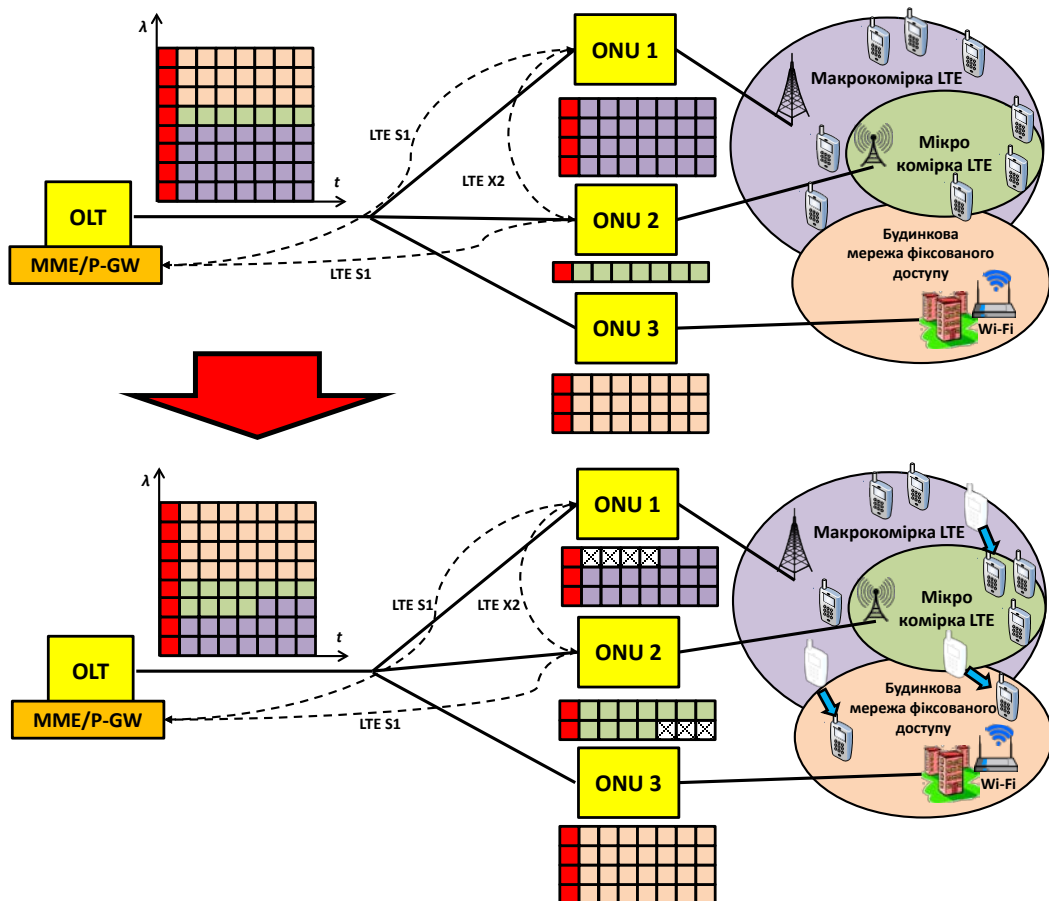 λ
t
OLT
MME/P-GW
LTE S1
LTE X2
LTE S1
ONU 1
ONU 2
ONU 3
Макрокомірка LTE
Мікро
комірка LTE
Будинкова
мережа фіксованого
доступу
Wi-Fi
λ
t
OLT
MME/P-GW
LTE S1
LTE X2
LTE S1
ONU 1
ONU 2
ONU 3
Макрокомірка LTE
Мікро
комірка LTE
Будинкова
мережа фіксованого
доступу
Wi-Fi